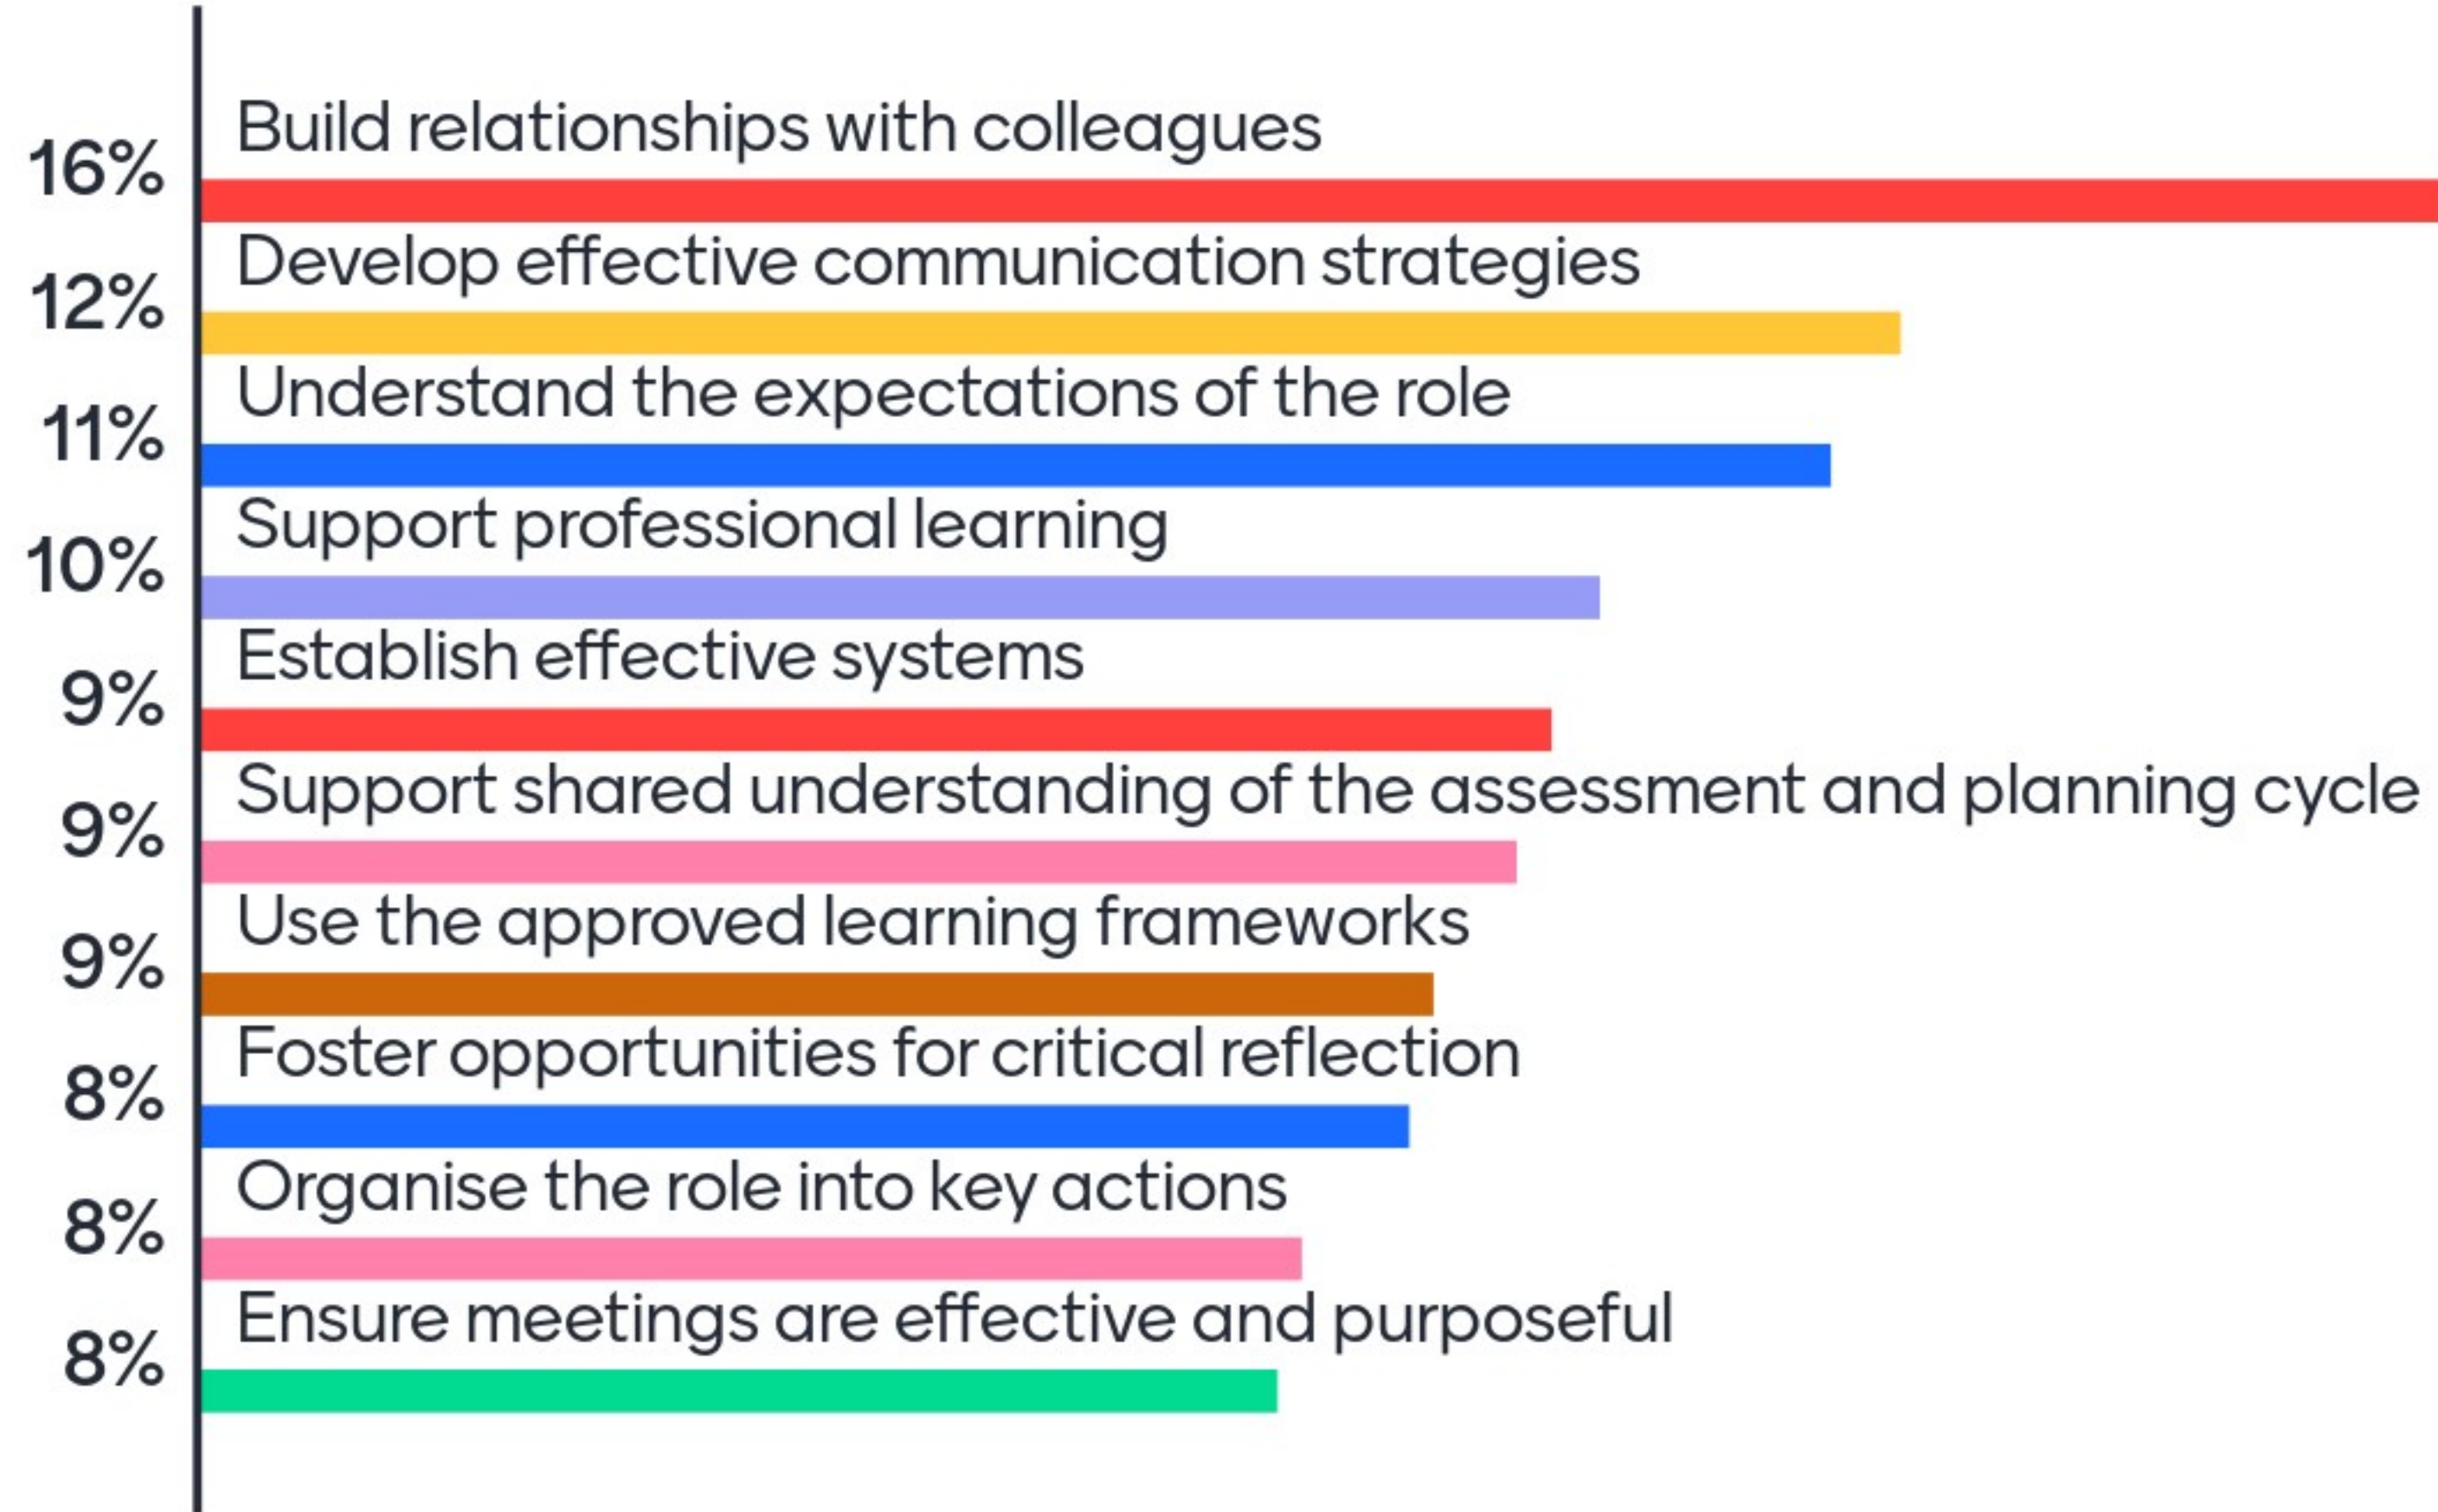 Build relationships with colleagues
16%
Develop effective communication strategies
12%
Understand the expectations of the role
11%
Support professional learning
10%
Establish effective systems
9%
Support shared understanding of the assessment and planning cycle
9%
Use the approved learning frameworks
9%
Foster opportunities for critical reflection
8%
Organise the role into key actions
8%
Ensure meetings are effective and purposeful
8%